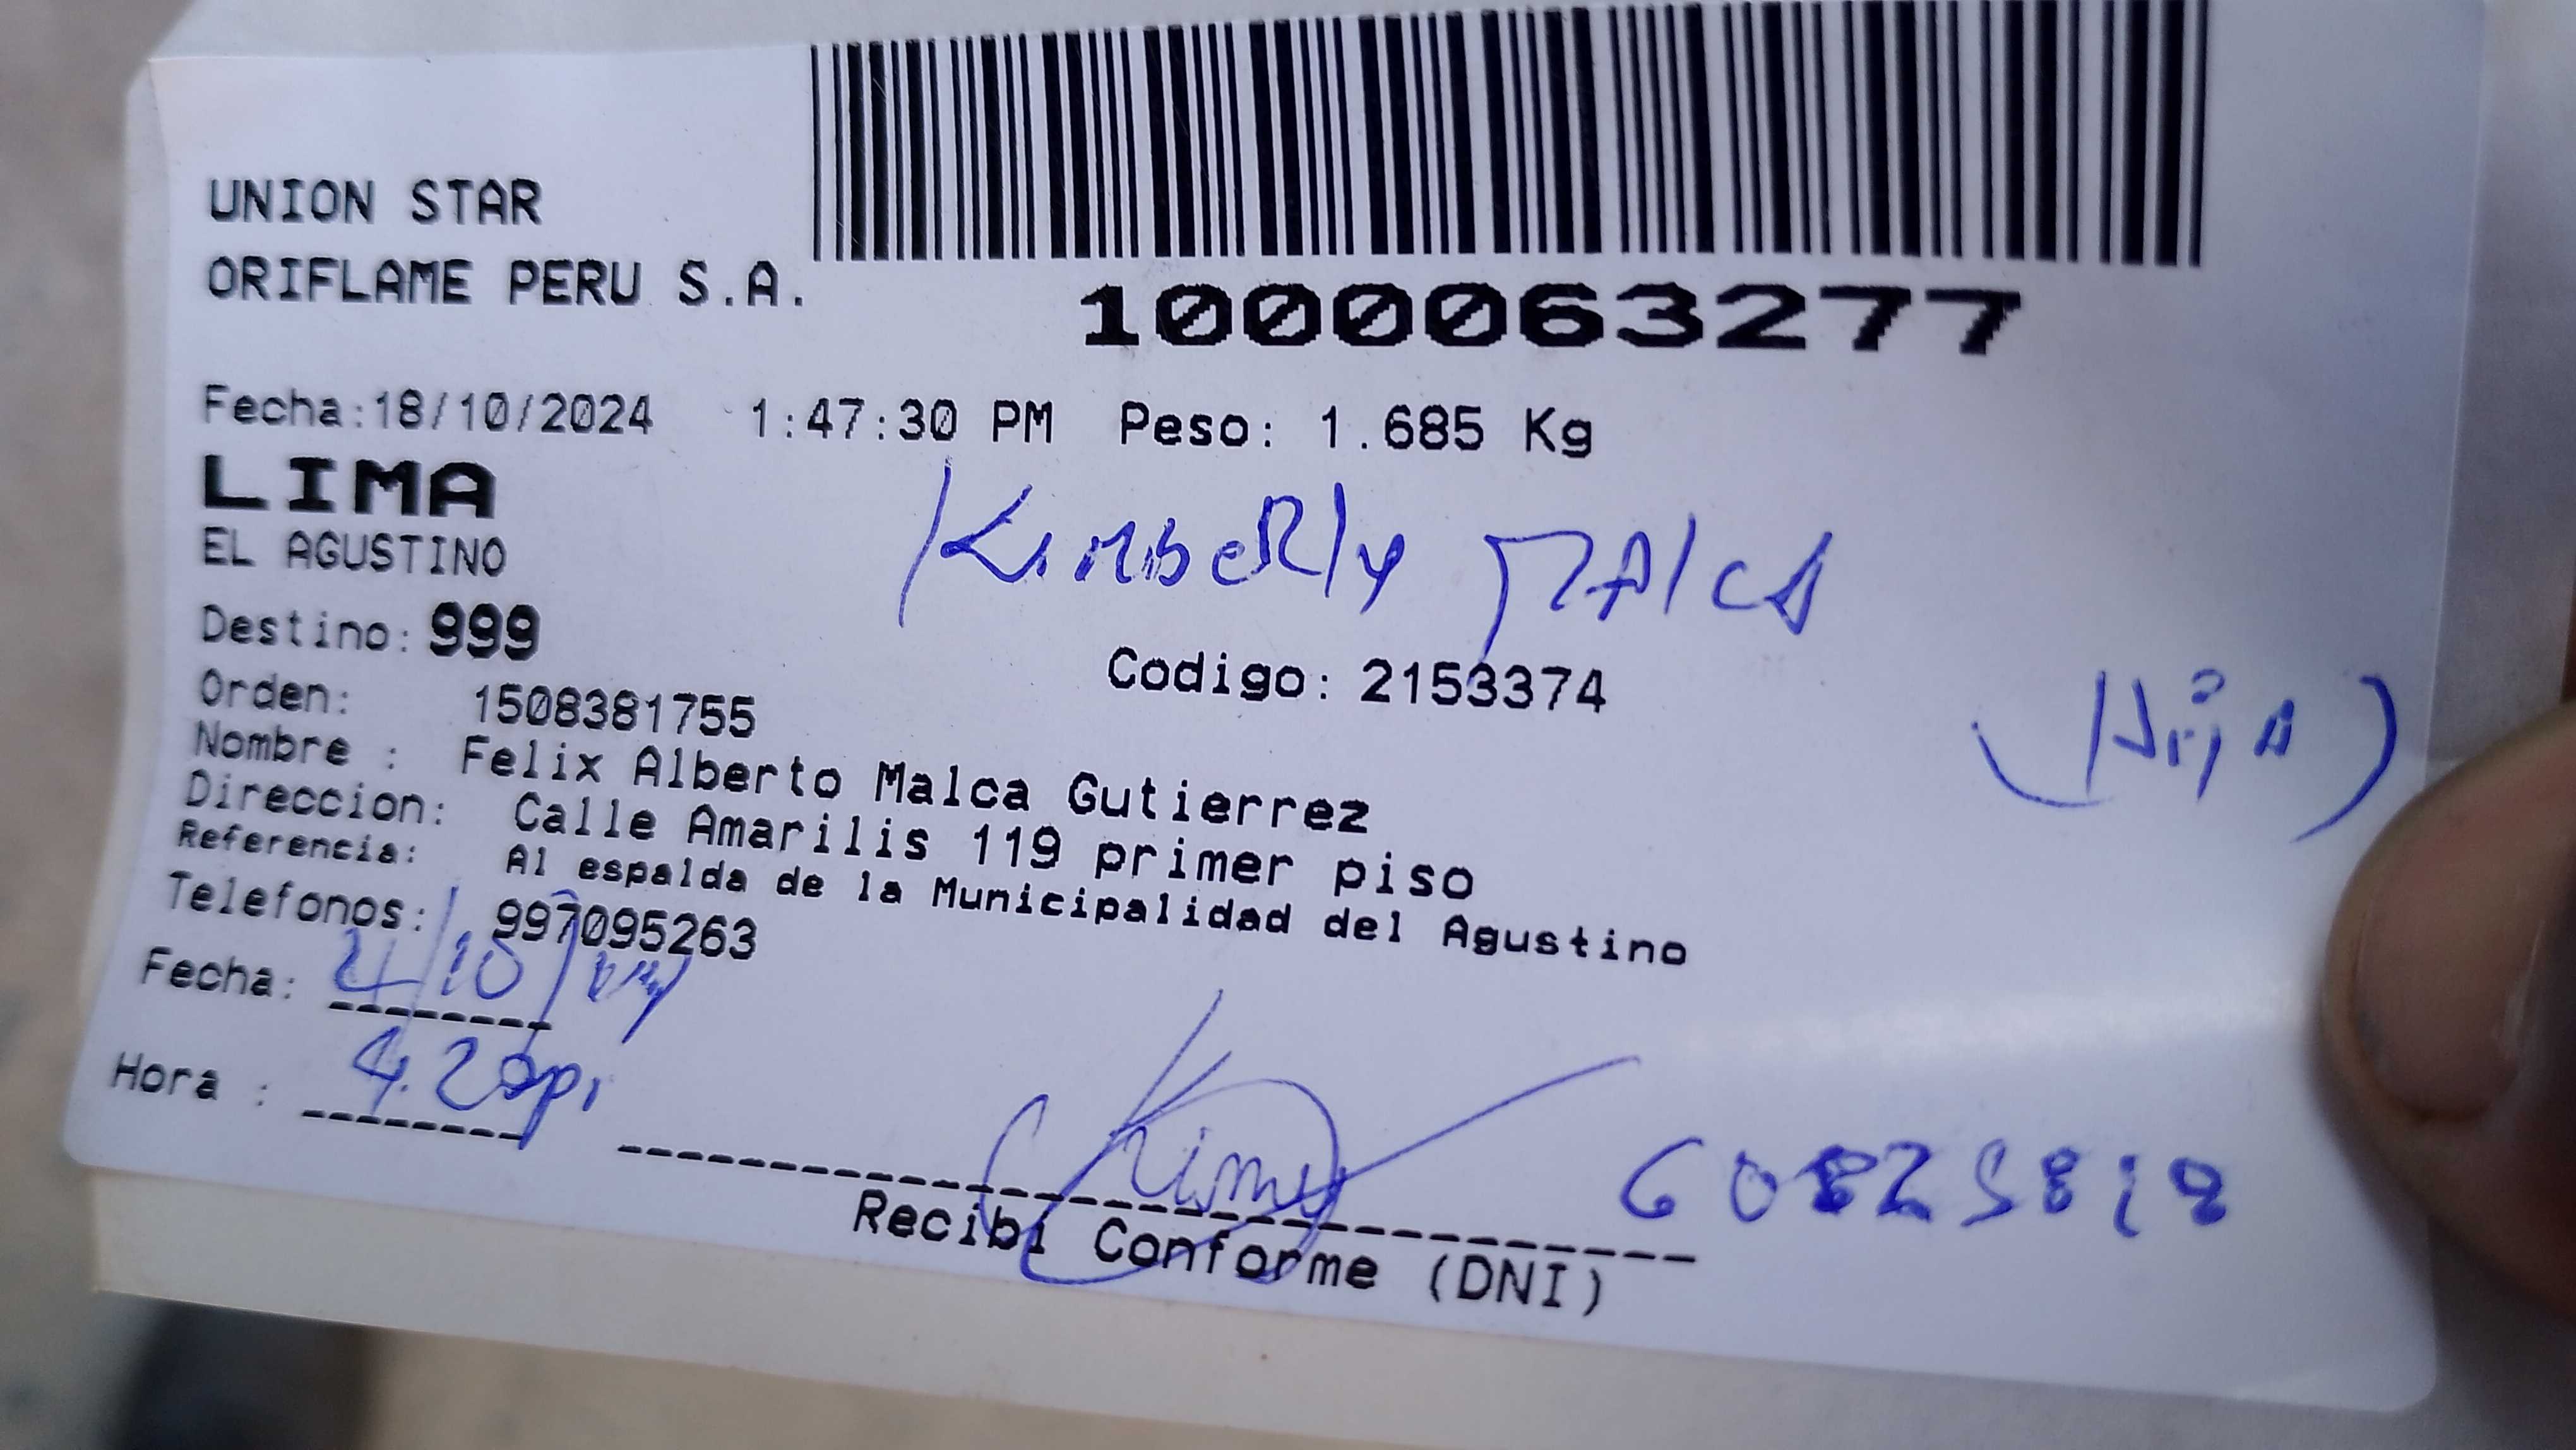 UNION STAR
ORIFLAME PERU S.A.
1000063277
Fecha:18/10/2024 1:47:30 PM Peso: 1.685 Kg
LIMA
EL AGUSTINO
Kimberly MAlcA
Destino: 999
Codigo: 2153374
(Hija)
Orden: 1508381755
Nombre : Felix Alberto Malca Gutierrez
Direccion: Calle Amarilis 119 primer piso
Referencia: Al espalda de la Municipalidad del Agustino
Telefonos: 997095263
Fecha:
Hora : 4.20p
Kimy
Recibi Conforme (DNI)